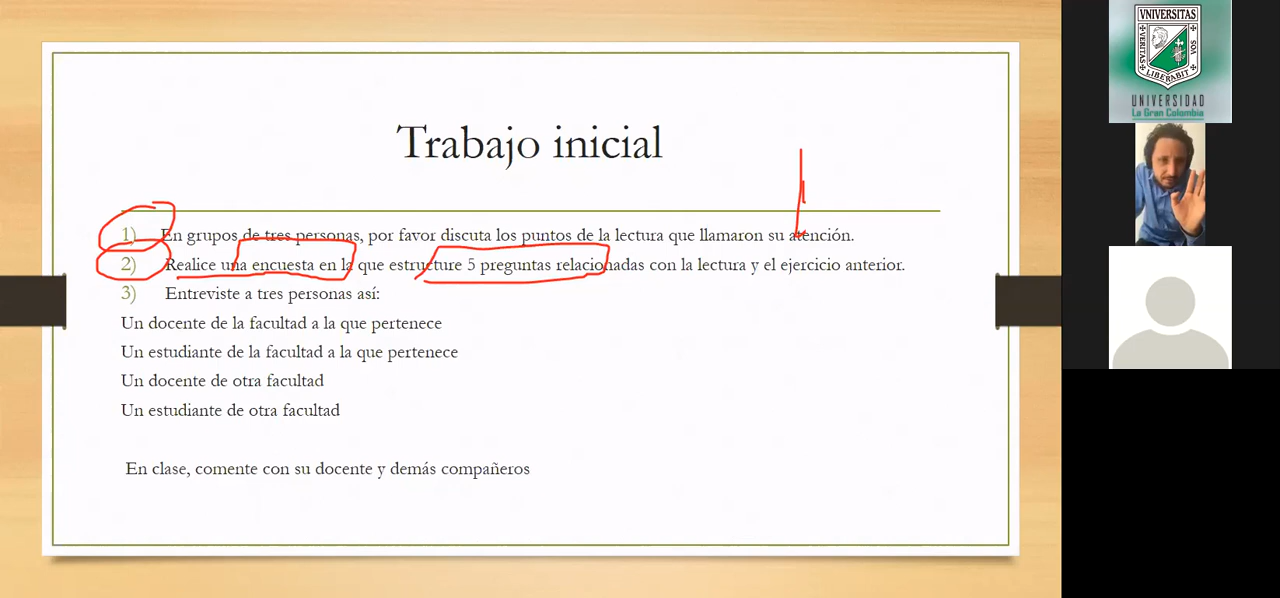 Trabajo inicial
1) En grupos de tres personas, por favor discuta los puntos de la lectura que llamaron su atención.
2) Realice una encuesta en la que estructure 5 preguntas relacionadas con la lectura y el ejercicio anterior.
3) Entreviste a tres personas así:
Un docente de la facultad a la que pertenece
Un estudiante de la facultad a la que pertenece
Un docente de otra facultad
Un estudiante de otra facultad
En clase, comente con su docente y demás compañeros
VNIVERSITAS
VERITAS
VOS
LIBERABIT
UNIVERSIDAD
La Gran Colombia